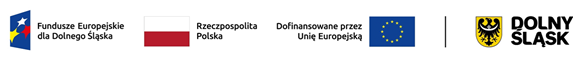 Fundusze Europejskie
dla Dolnego Śląska
Rzeczpospolita
Polska
Dofinansowane przez
Unię Europejską
DOLNY
ŚLĄSK